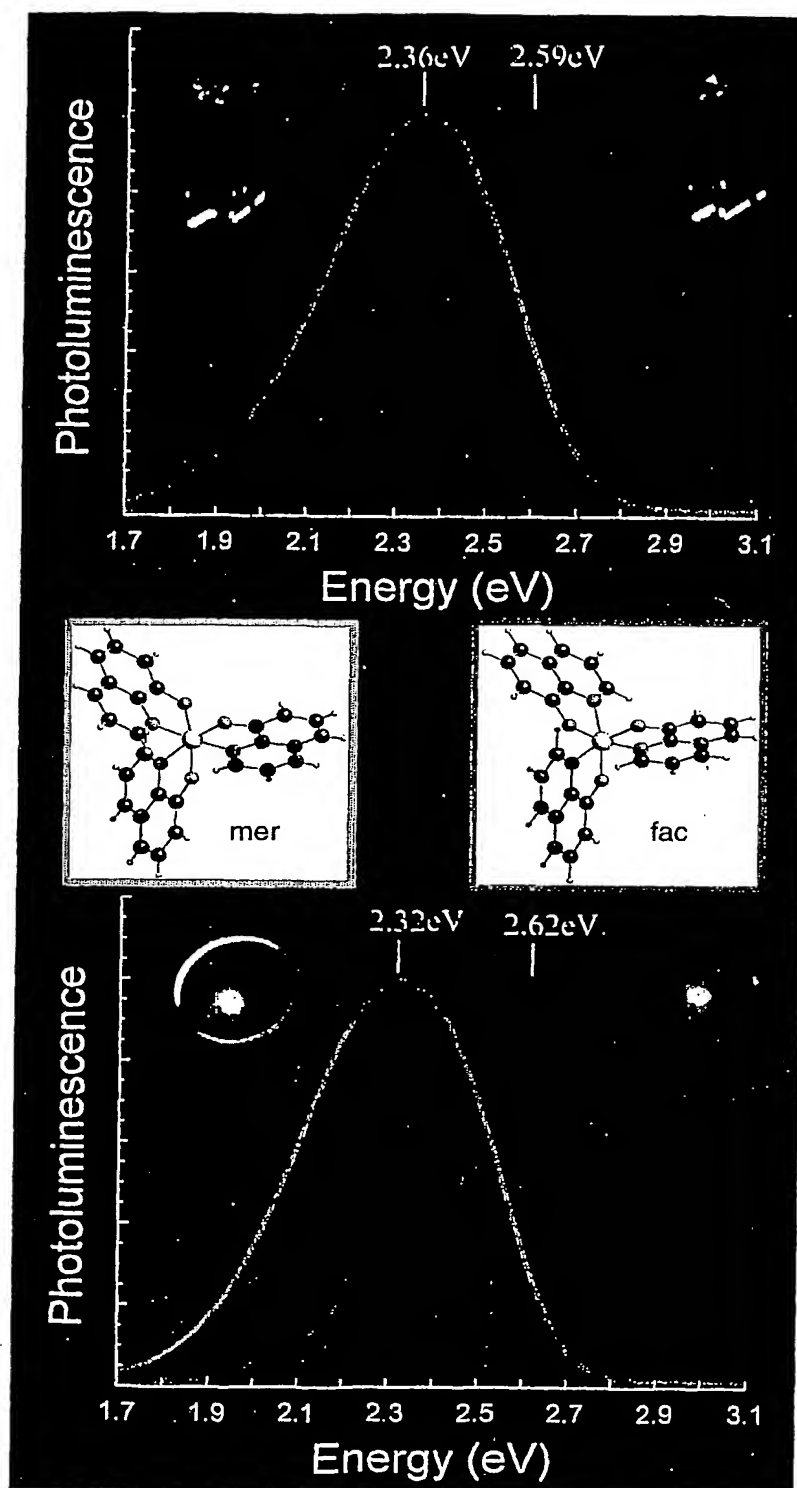 2.36eV 2.59eV
Photoluminescence
1.7 1.9 2.1 2.3 2.5 2.7 2.9 3.1
Energy (eV)
mer fac
2.32eV 2.62eV
Photoluminescence
1.7 1.9 2.1 2.3 2.5 2.7 2.9 3.1
Energy (eV)